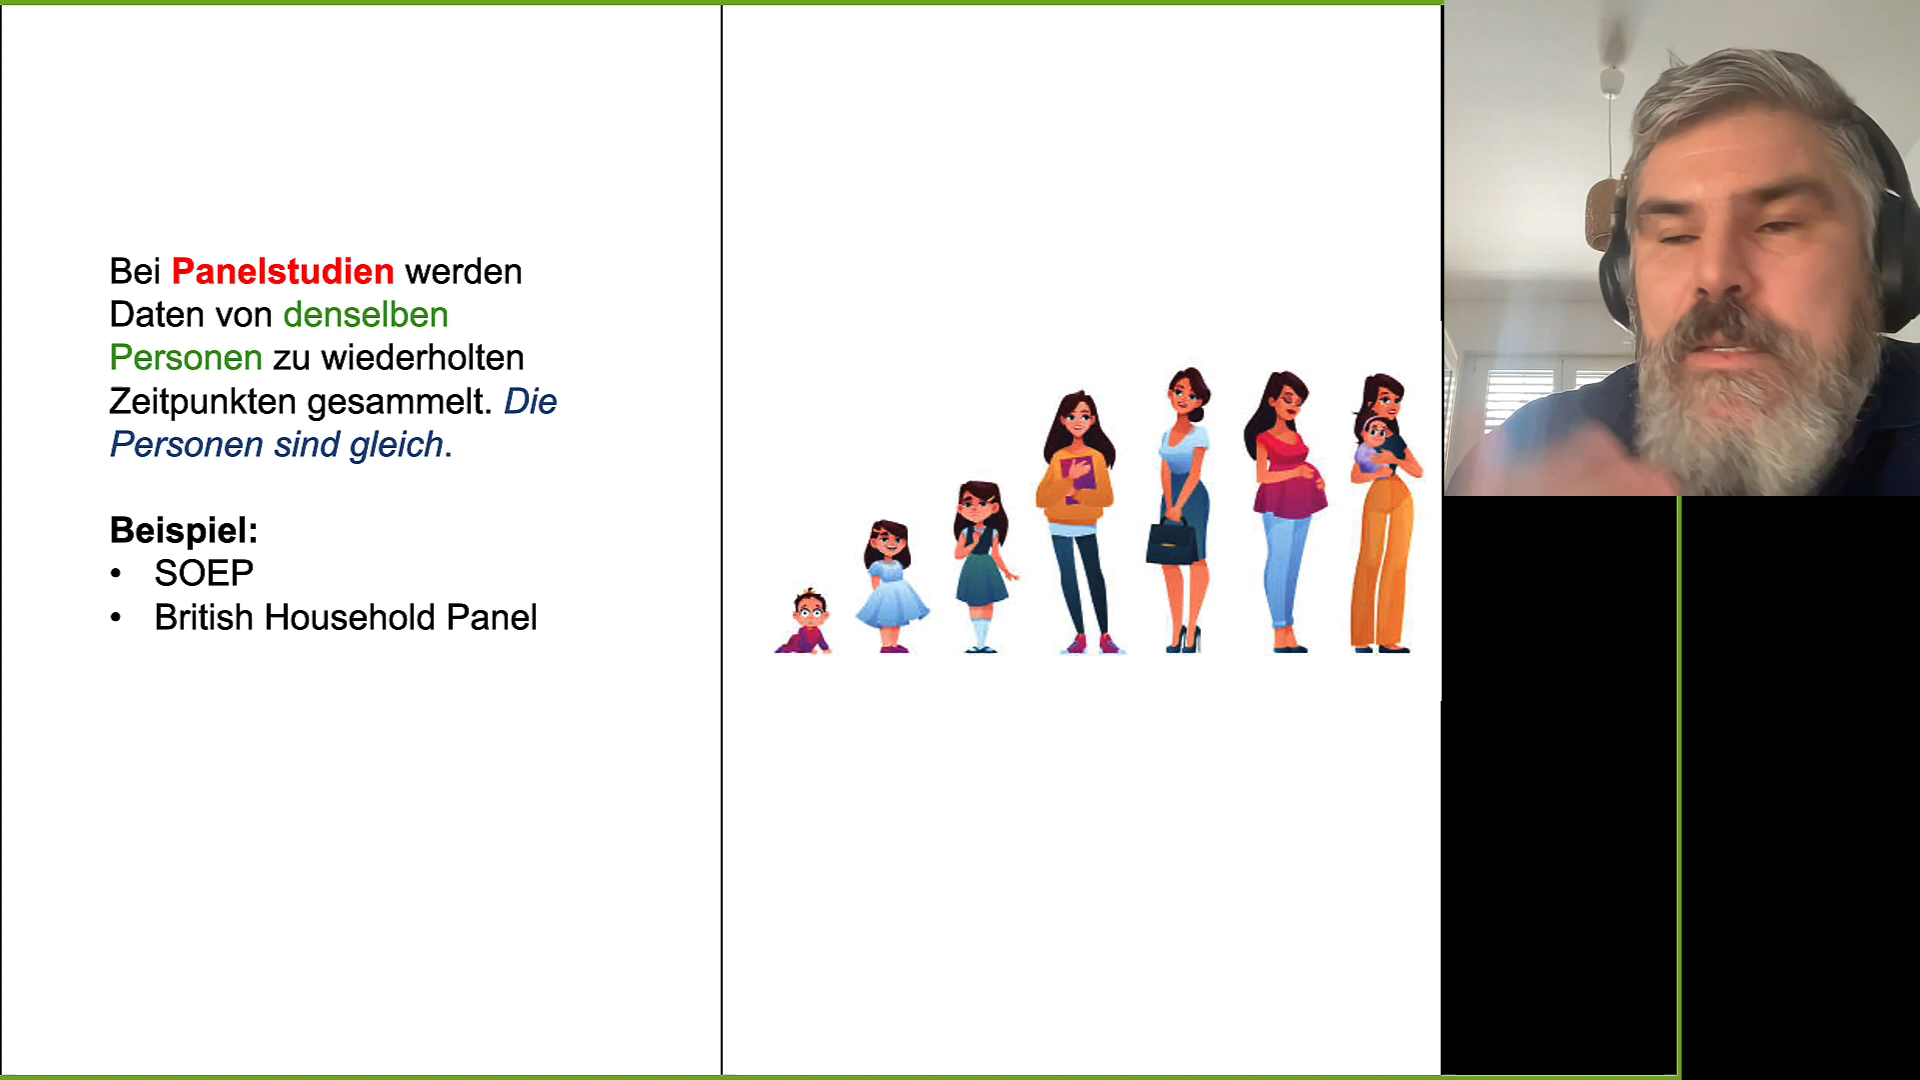 Bei Panelstudien werden
Daten von denselben
Personen zu wiederholten
Zeitpunkten gesammelt. Die
Personen sind gleich.
Beispiel:
• SOEP
• British Household Panel